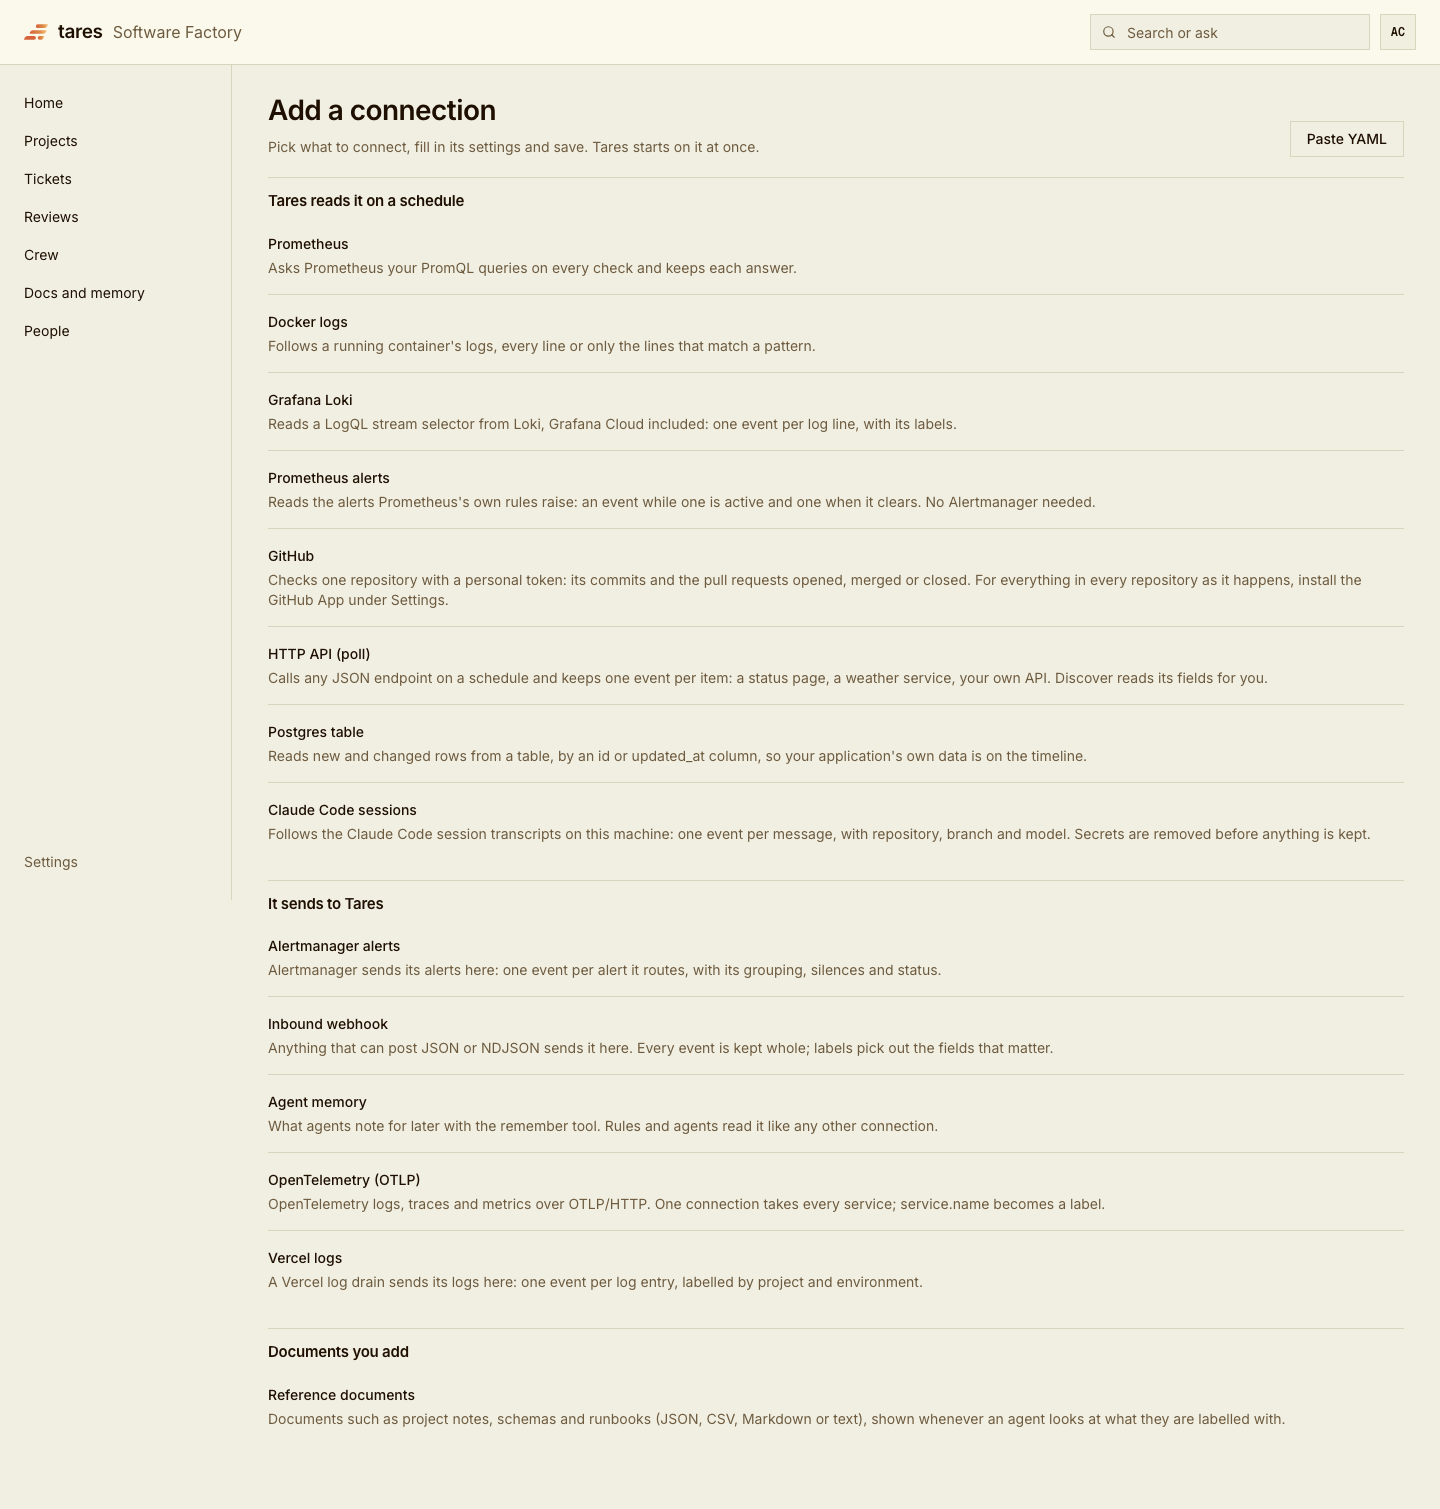 tares Software Factory
Search or ask
AC
Home
Projects
Tickets
Reviews
Crew
Docs and memory
People
Settings
Add a connection
Pick what to connect, fill in its settings and save. Tares starts on it at once.
Paste YAML
Tares reads it on a schedule
Prometheus
Asks Prometheus your PromQL queries on every check and keeps each answer.
Docker logs
Follows a running container's logs, every line or only the lines that match a pattern.
Grafana Loki
Reads a LogQL stream selector from Loki, Grafana Cloud included: one event per log line, with its labels.
Prometheus alerts
Reads the alerts Prometheus's own rules raise: an event while one is active and one when it clears. No Alertmanager needed.
GitHub
Checks one repository with a personal token: its commits and the pull requests opened, merged or closed. For everything in every repository as it happens, install the
GitHub App under Settings.
HTTP API (poll)
Calls any JSON endpoint on a schedule and keeps one event per item: a status page, a weather service, your own API. Discover reads its fields for you.
Postgres table
Reads new and changed rows from a table, by an id or updated_at column, so your application's own data is on the timeline.
Claude Code sessions
Follows the Claude Code session transcripts on this machine: one event per message, with repository, branch and model. Secrets are removed before anything is kept.
It sends to Tares
Alertmanager alerts
Alertmanager sends its alerts here: one event per alert it routes, with its grouping, silences and status.
Inbound webhook
Anything that can post JSON or NDJSON sends it here. Every event is kept whole; labels pick out the fields that matter.
Agent memory
What agents note for later with the remember tool. Rules and agents read it like any other connection.
OpenTelemetry (OTLP)
OpenTelemetry logs, traces and metrics over OTLP/HTTP. One connection takes every service; service.name becomes a label.
Vercel logs
A Vercel log drain sends its logs here: one event per log entry, labelled by project and environment.
Documents you add
Reference documents
Documents such as project notes, schemas and runbooks (JSON, CSV, Markdown or text), shown whenever an agent looks at what they are labelled with.